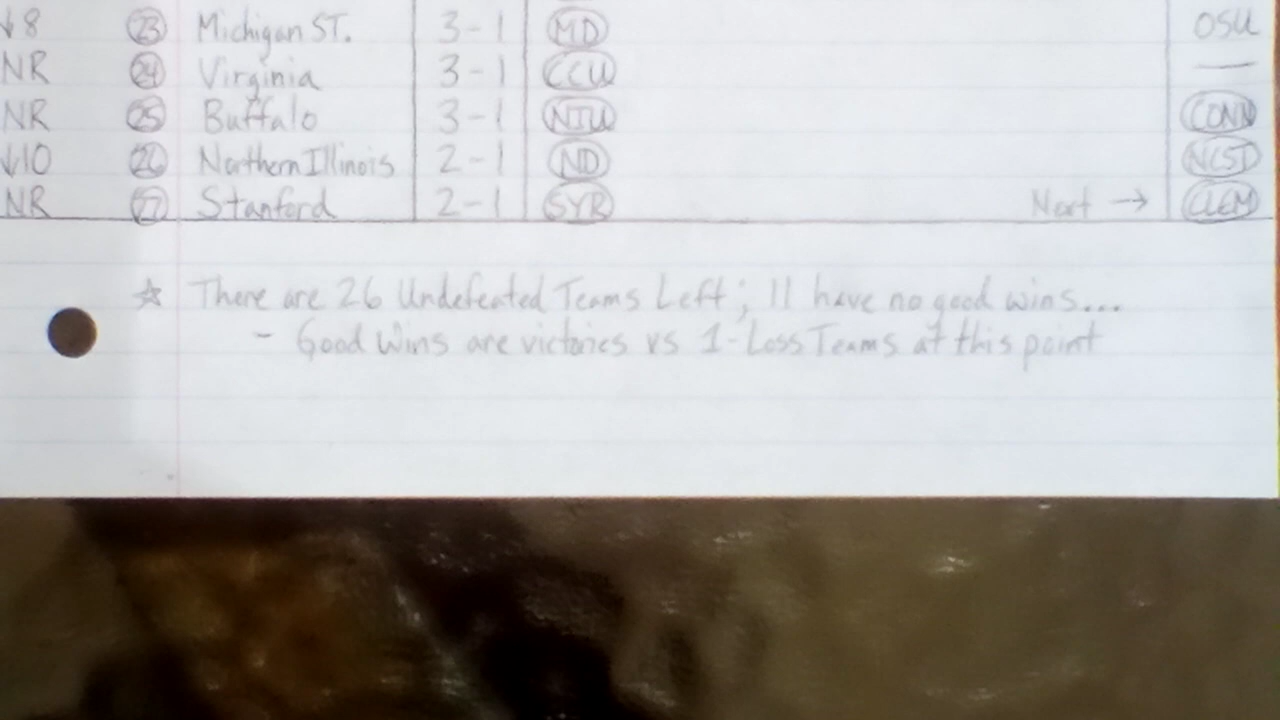 ↓8 23 Michigan ST. 3-1 MD OSU
NR 24 Virginia 3-1 CCU —
NR 25 Buffalo 3-1 NIU CONN
↓10 26 Northern Illinois 2-1 ND NCST
NR 27 Stanford 2-1 SYR Next → CLEM
☆ There are 26 Undefeated Teams Left; 11 have no good wins...
- Good Wins are victories vs 1-Loss Teams at this point